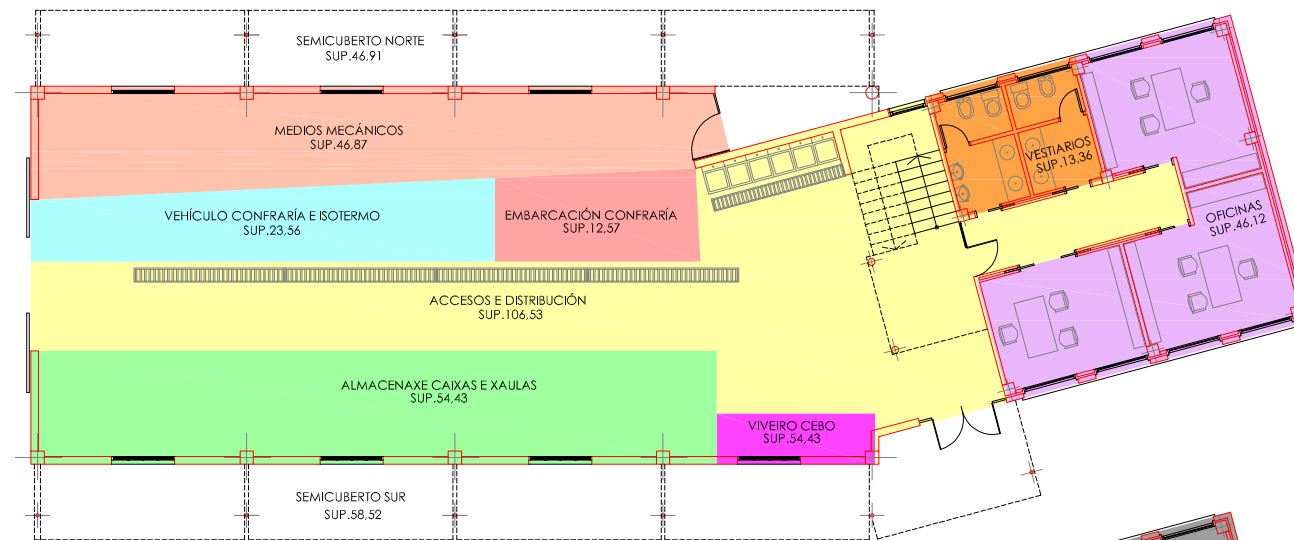 SEMICUBERTO NORTE
SUP.46,91
MEDIOS MECÁNICOS
SUP.46,87
VESTIARIOS
SUP.13,36
VEHÍCULO CONFRARÍA E ISOTERMO
SUP.23,56
EMBARCACIÓN CONFRARÍA
SUP.12,57
OFICINAS
SUP.46,12
ACCESOS E DISTRIBUCIÓN
SUP.106,53
ALMACENAXE CAIXAS E XAULAS
SUP.54,43
VIVEIRO CEBO
SUP.54,43
SEMICUBERTO SUR
SUP.58,52